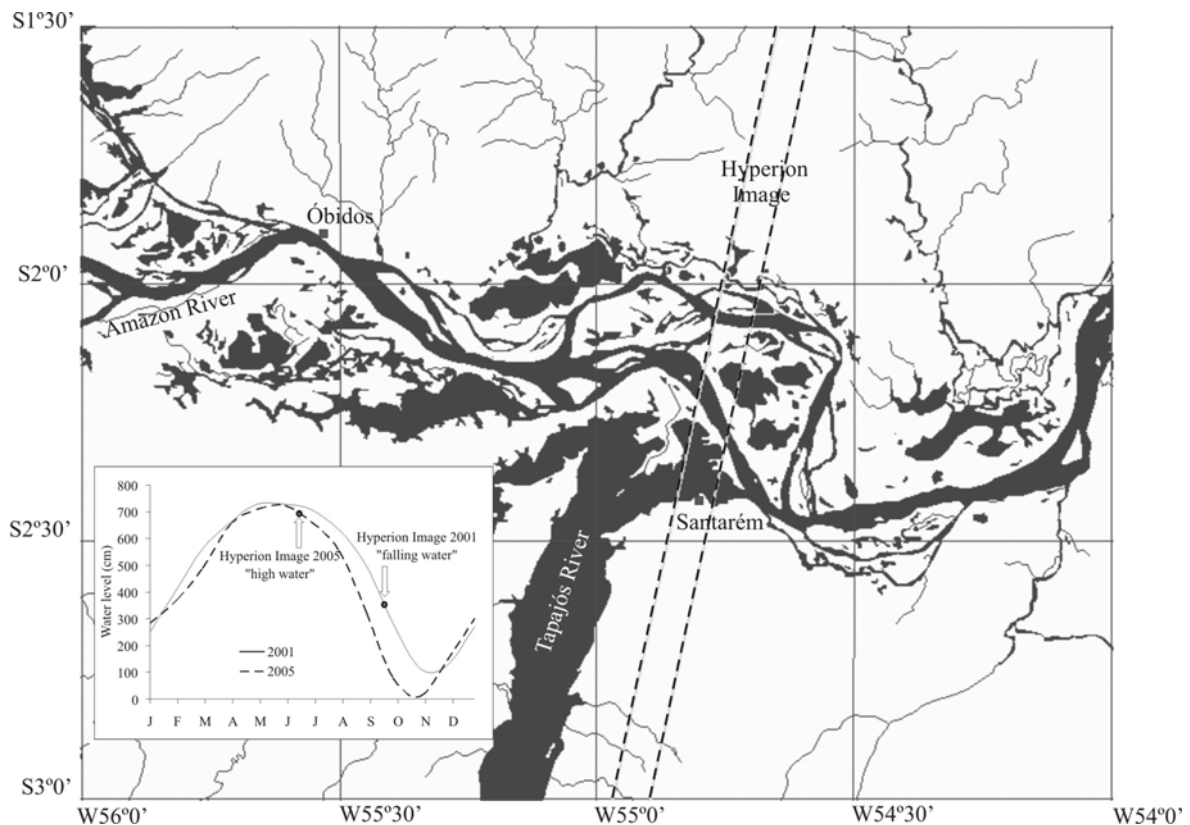 S1º30’
Hyperion
Image
Óbidos
S2º0’
Amazon River
Santarém
S2º30’
Tapajós River
800
700
600
500
400
300
200
100
0
Water level (cm)
Hyperion Image 2001
"falling water"
Hyperion Image 2005
"high water"
2001
2005
J F M A M J J A S O N D
S3º0’
W56º0’ W55º30’ W55º0’ W54º30’ W54º0’